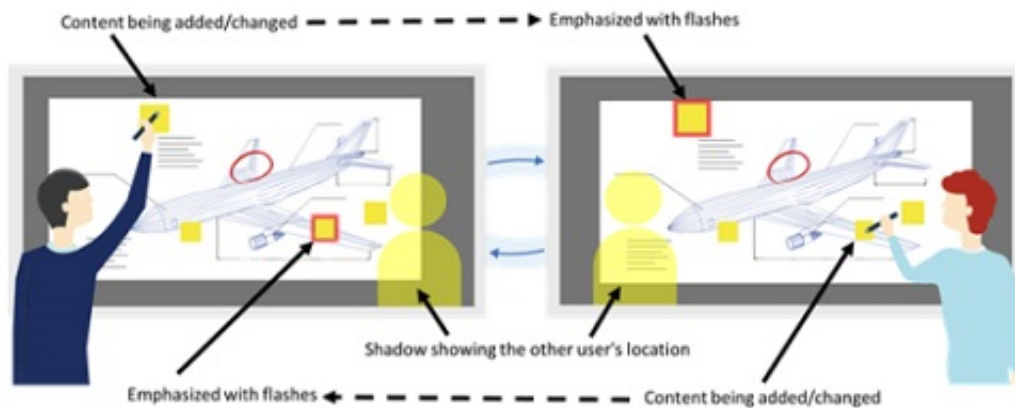 Content being added/changed
Emphasized with flashes
Shadow showing the other user's location
Emphasized with flashes
Content being added/changed